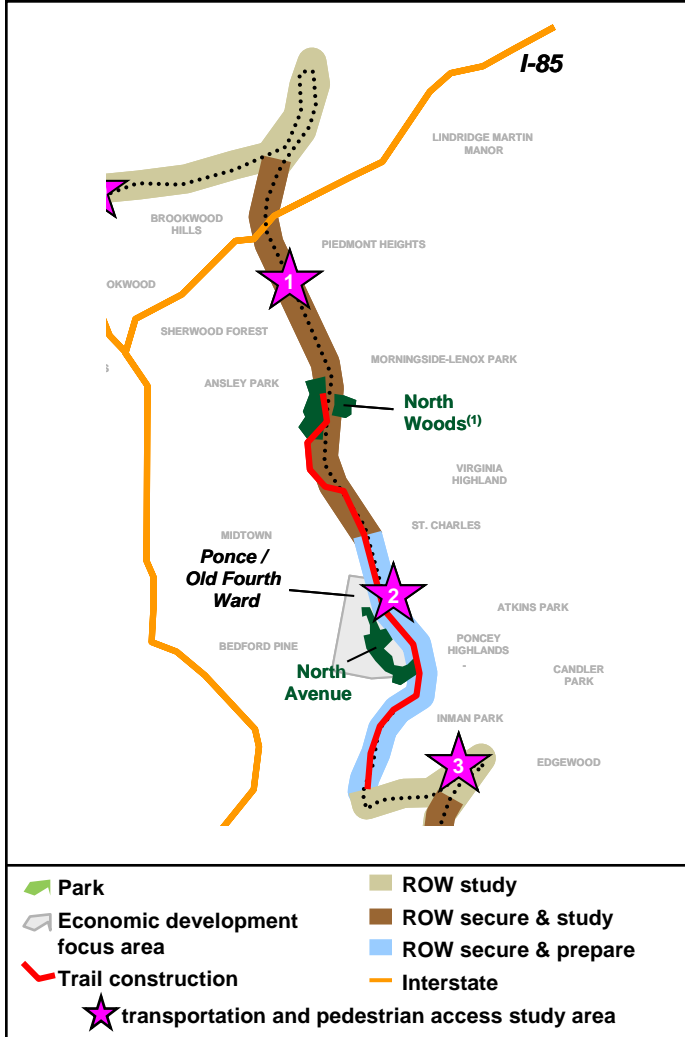 I-85
LINDRIDGE MARTIN
MANOR
BROOKWOOD
HILLS
PIEDMONT HEIGHTS
OKWOOD
1
SHERWOOD FOREST
MORNINGSIDE-LENOX PARK
ANSLEY PARK
North
Woods(1)
VIRGINIA
HIGHLAND
ST. CHARLES
MIDTOWN
Ponce /
Old Fourth
Ward
2
ATKINS PARK
BEDFORD PINE
PONCEY
HIGHLANDS
-
CANDLER
PARK
North
Avenue
INMAN PARK
3
EDGEWOOD
Park
Economic development
focus area
Trail construction
ROW study
ROW secure & study
ROW secure & prepare
Interstate
transportation and pedestrian access study area